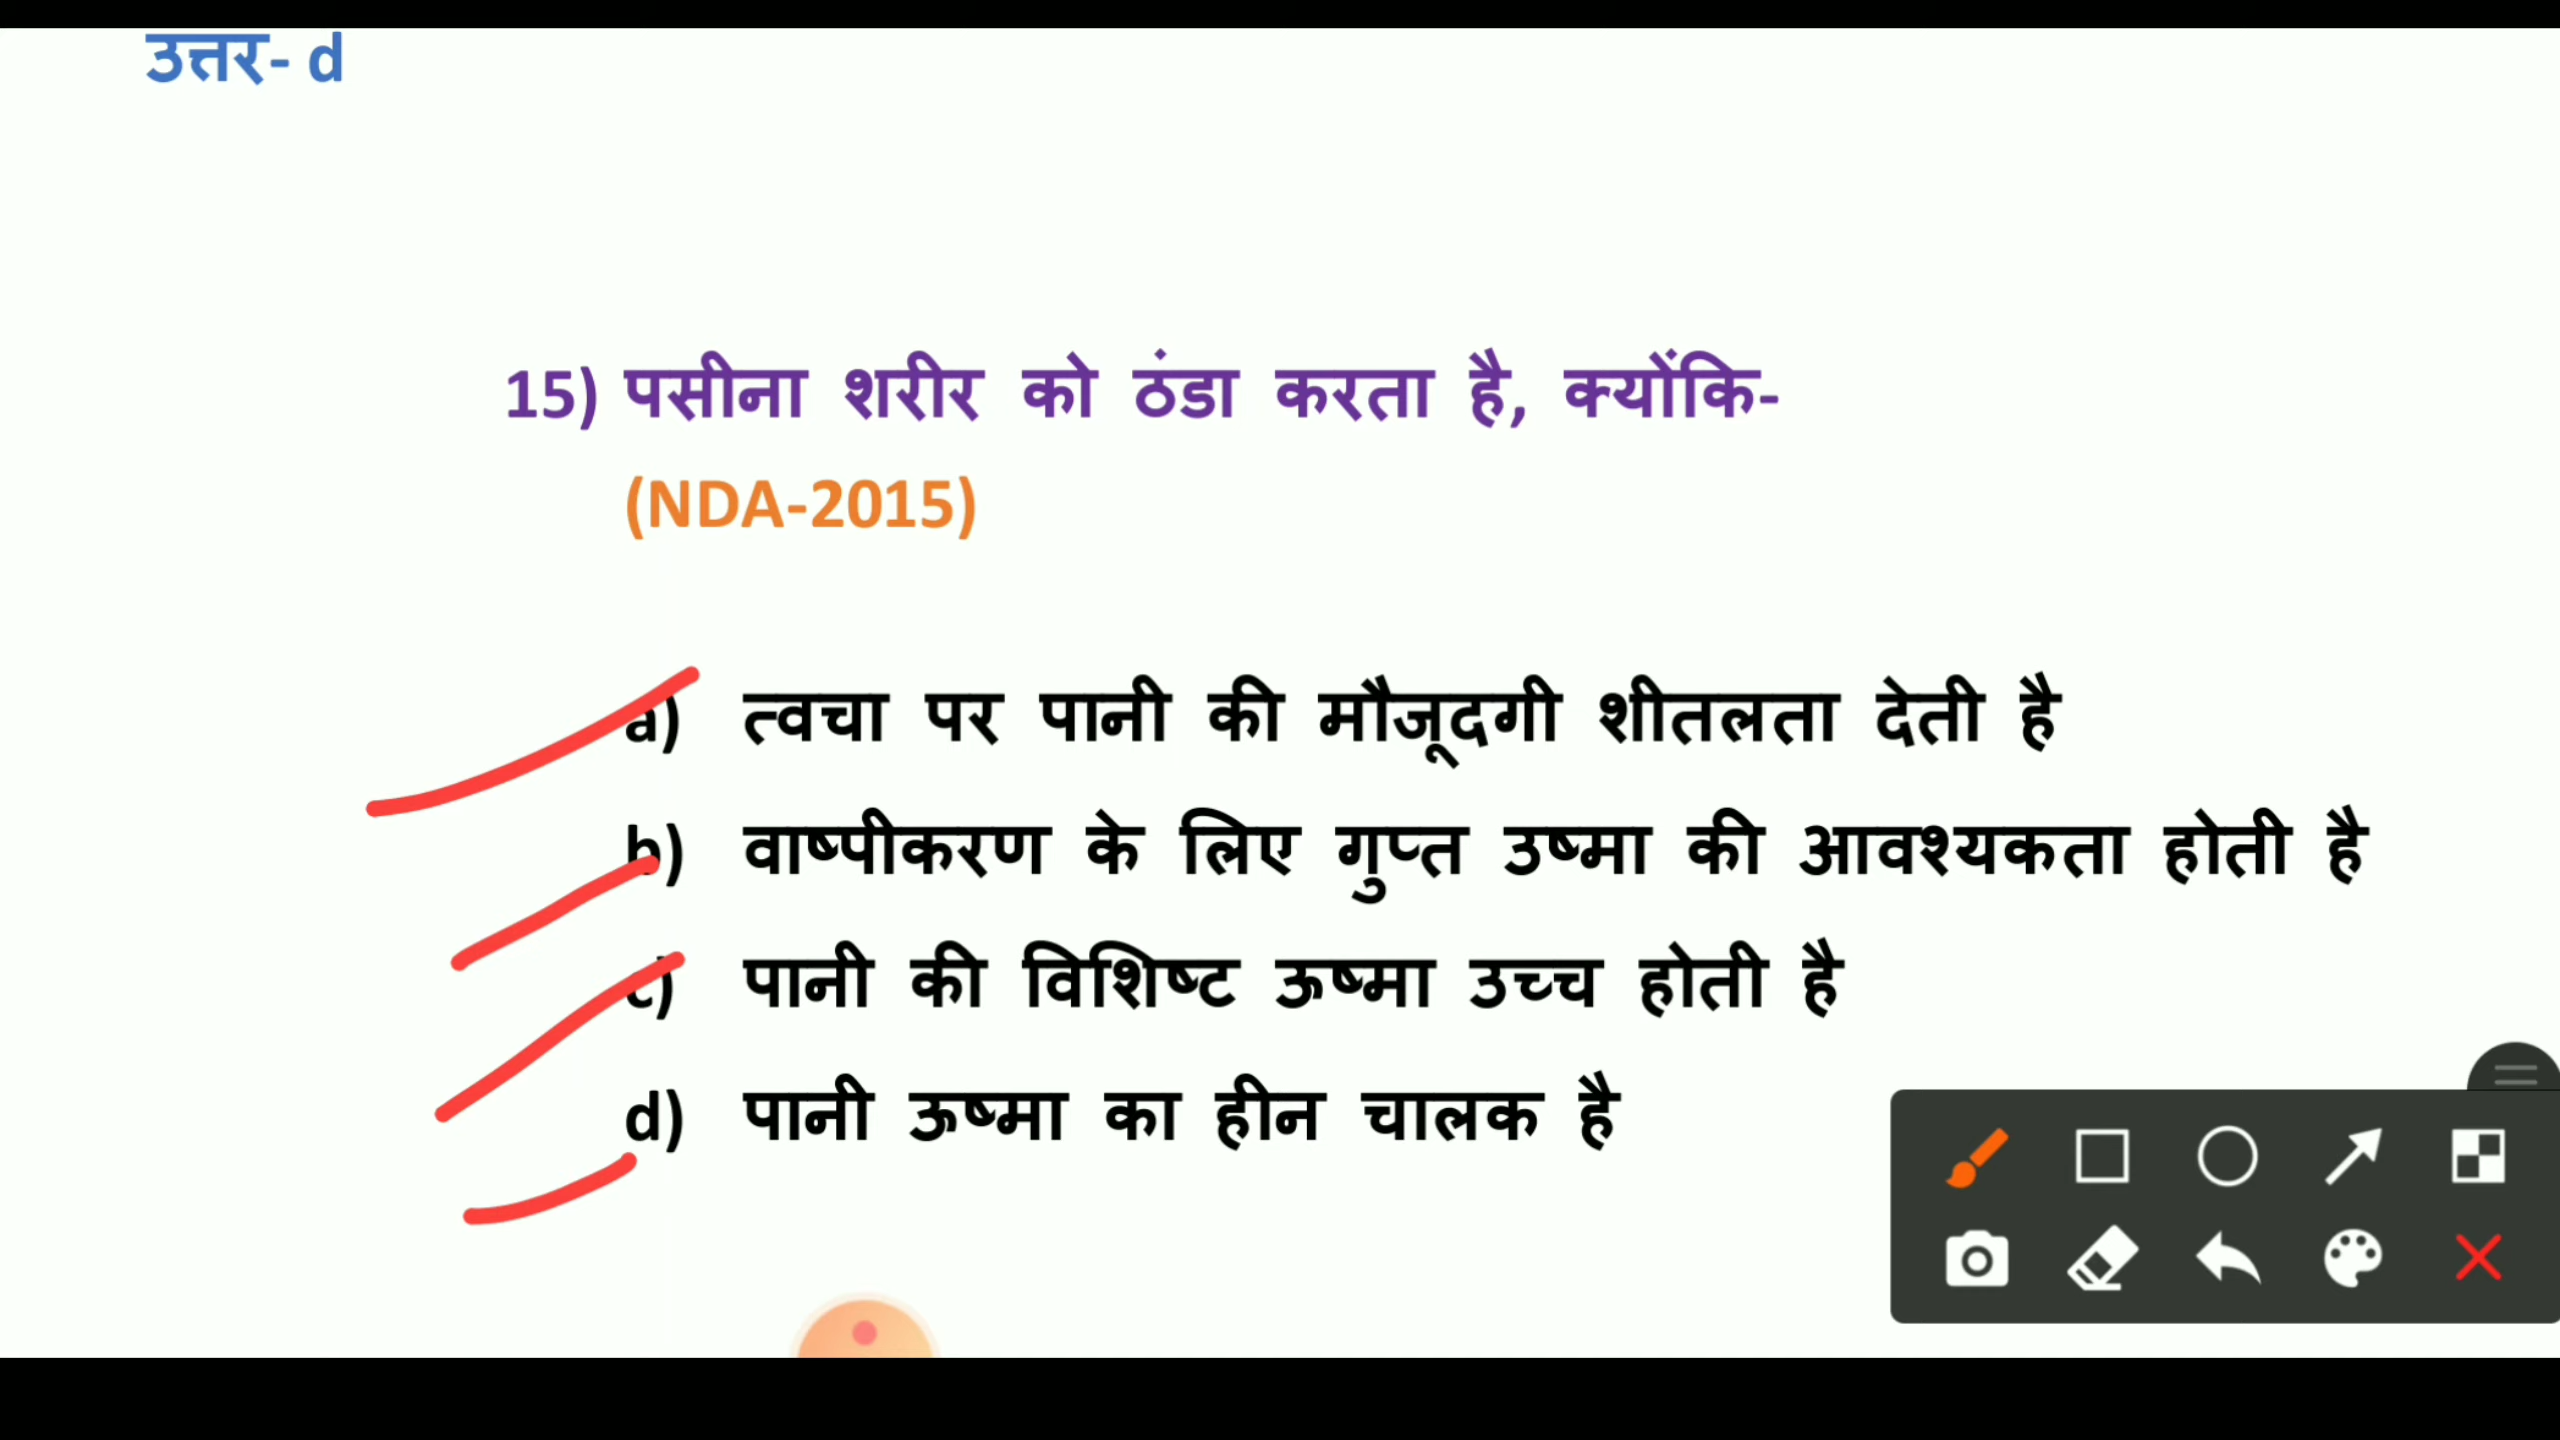 उत्तर- d
15) पसीना शरीर को ठंडा करता है, क्योंकि-
(NDA-2015)
a) त्वचा पर पानी की मौजूदगी शीतलता देती है
b) वाष्पीकरण के लिए गुप्त उष्मा की आवश्यकता होती है
c) पानी की विशिष्ट ऊष्मा उच्च होती है
d) पानी ऊष्मा का हीन चालक है